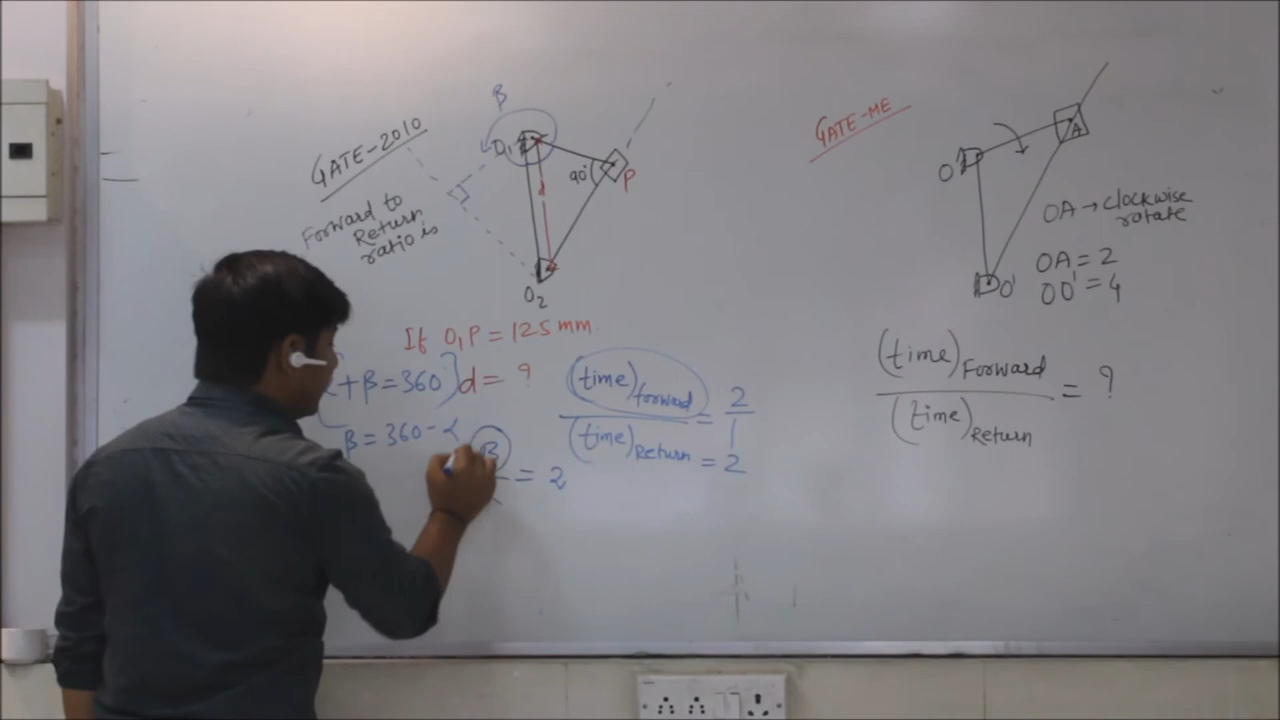 GATE-2010
Forward to
Return
ratio is
β
O₁
90°
P
d
O₂
If O₁P = 125 mm
d = ?
+ β = 360
β = 360 - α
β
= 2
(time)forward = 2/1
(time)Return = 2
GATE-ME
O
A
O'
OA → clockwise
rotate
OA = 2
OO' = 4
(time)Forward = ?
(time)Return